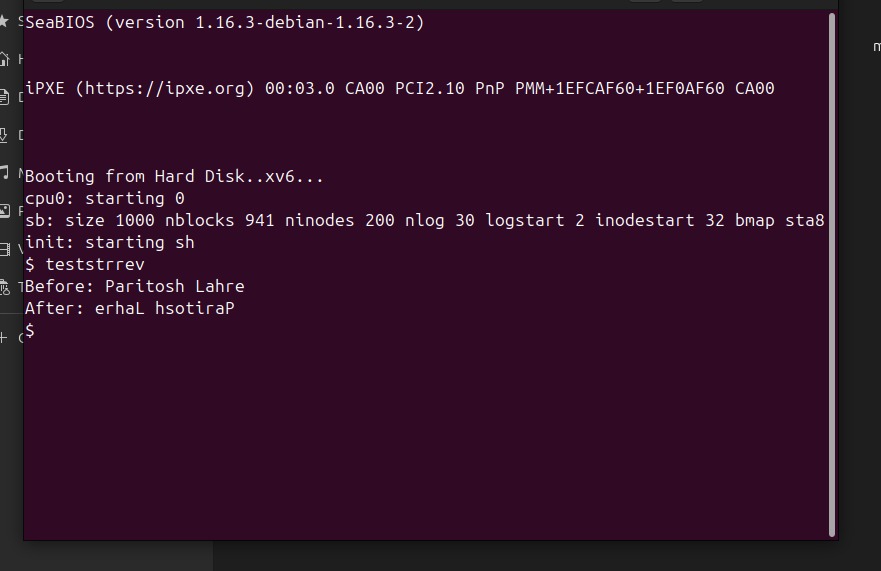 SeaBIOS (version 1.16.3-debian-1.16.3-2)
iPXE (https://ipxe.org) 00:03.0 CA00 PCI2.10 PnP PMM+1EFCAF60+1EF0AF60 CA00
Booting from Hard Disk..xv6...
cpu0: starting 0
sb: size 1000 nblocks 941 ninodes 200 nlog 30 logstart 2 inodestart 32 bmap sta8
init: starting sh
$ teststrrev
Before: Paritosh Lahre
After: erhaL hsotiraP
$